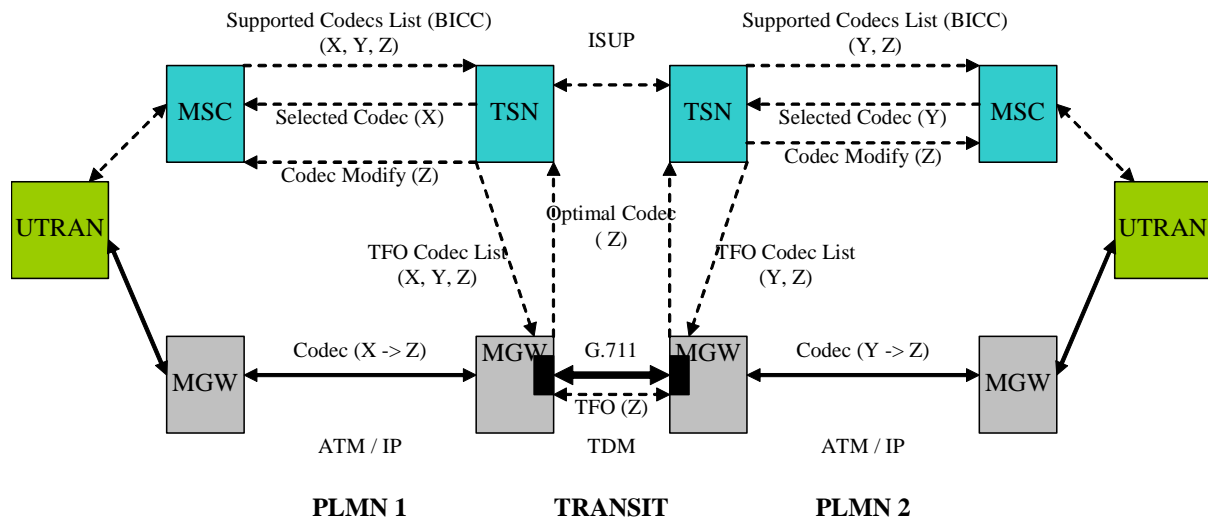 Supported Codecs List (BICC)
(X, Y, Z)
ISUP
Supported Codecs List (BICC)
(Y, Z)
MSC
Selected Codec (X)
TSN
TSN
Selected Codec (Y)
MSC
Codec Modify (Z)
Codec Modify (Z)
UTRAN
Optimal Codec
( Z)
UTRAN
TFO Codec List
(X, Y, Z)
TFO Codec List
(Y, Z)
MGW
Codec (X -> Z)
MGW
G.711
MGW
Codec (Y -> Z)
MGW
TFO (Z)
ATM / IP
TDM
ATM / IP
PLMN 1
TRANSIT
PLMN 2